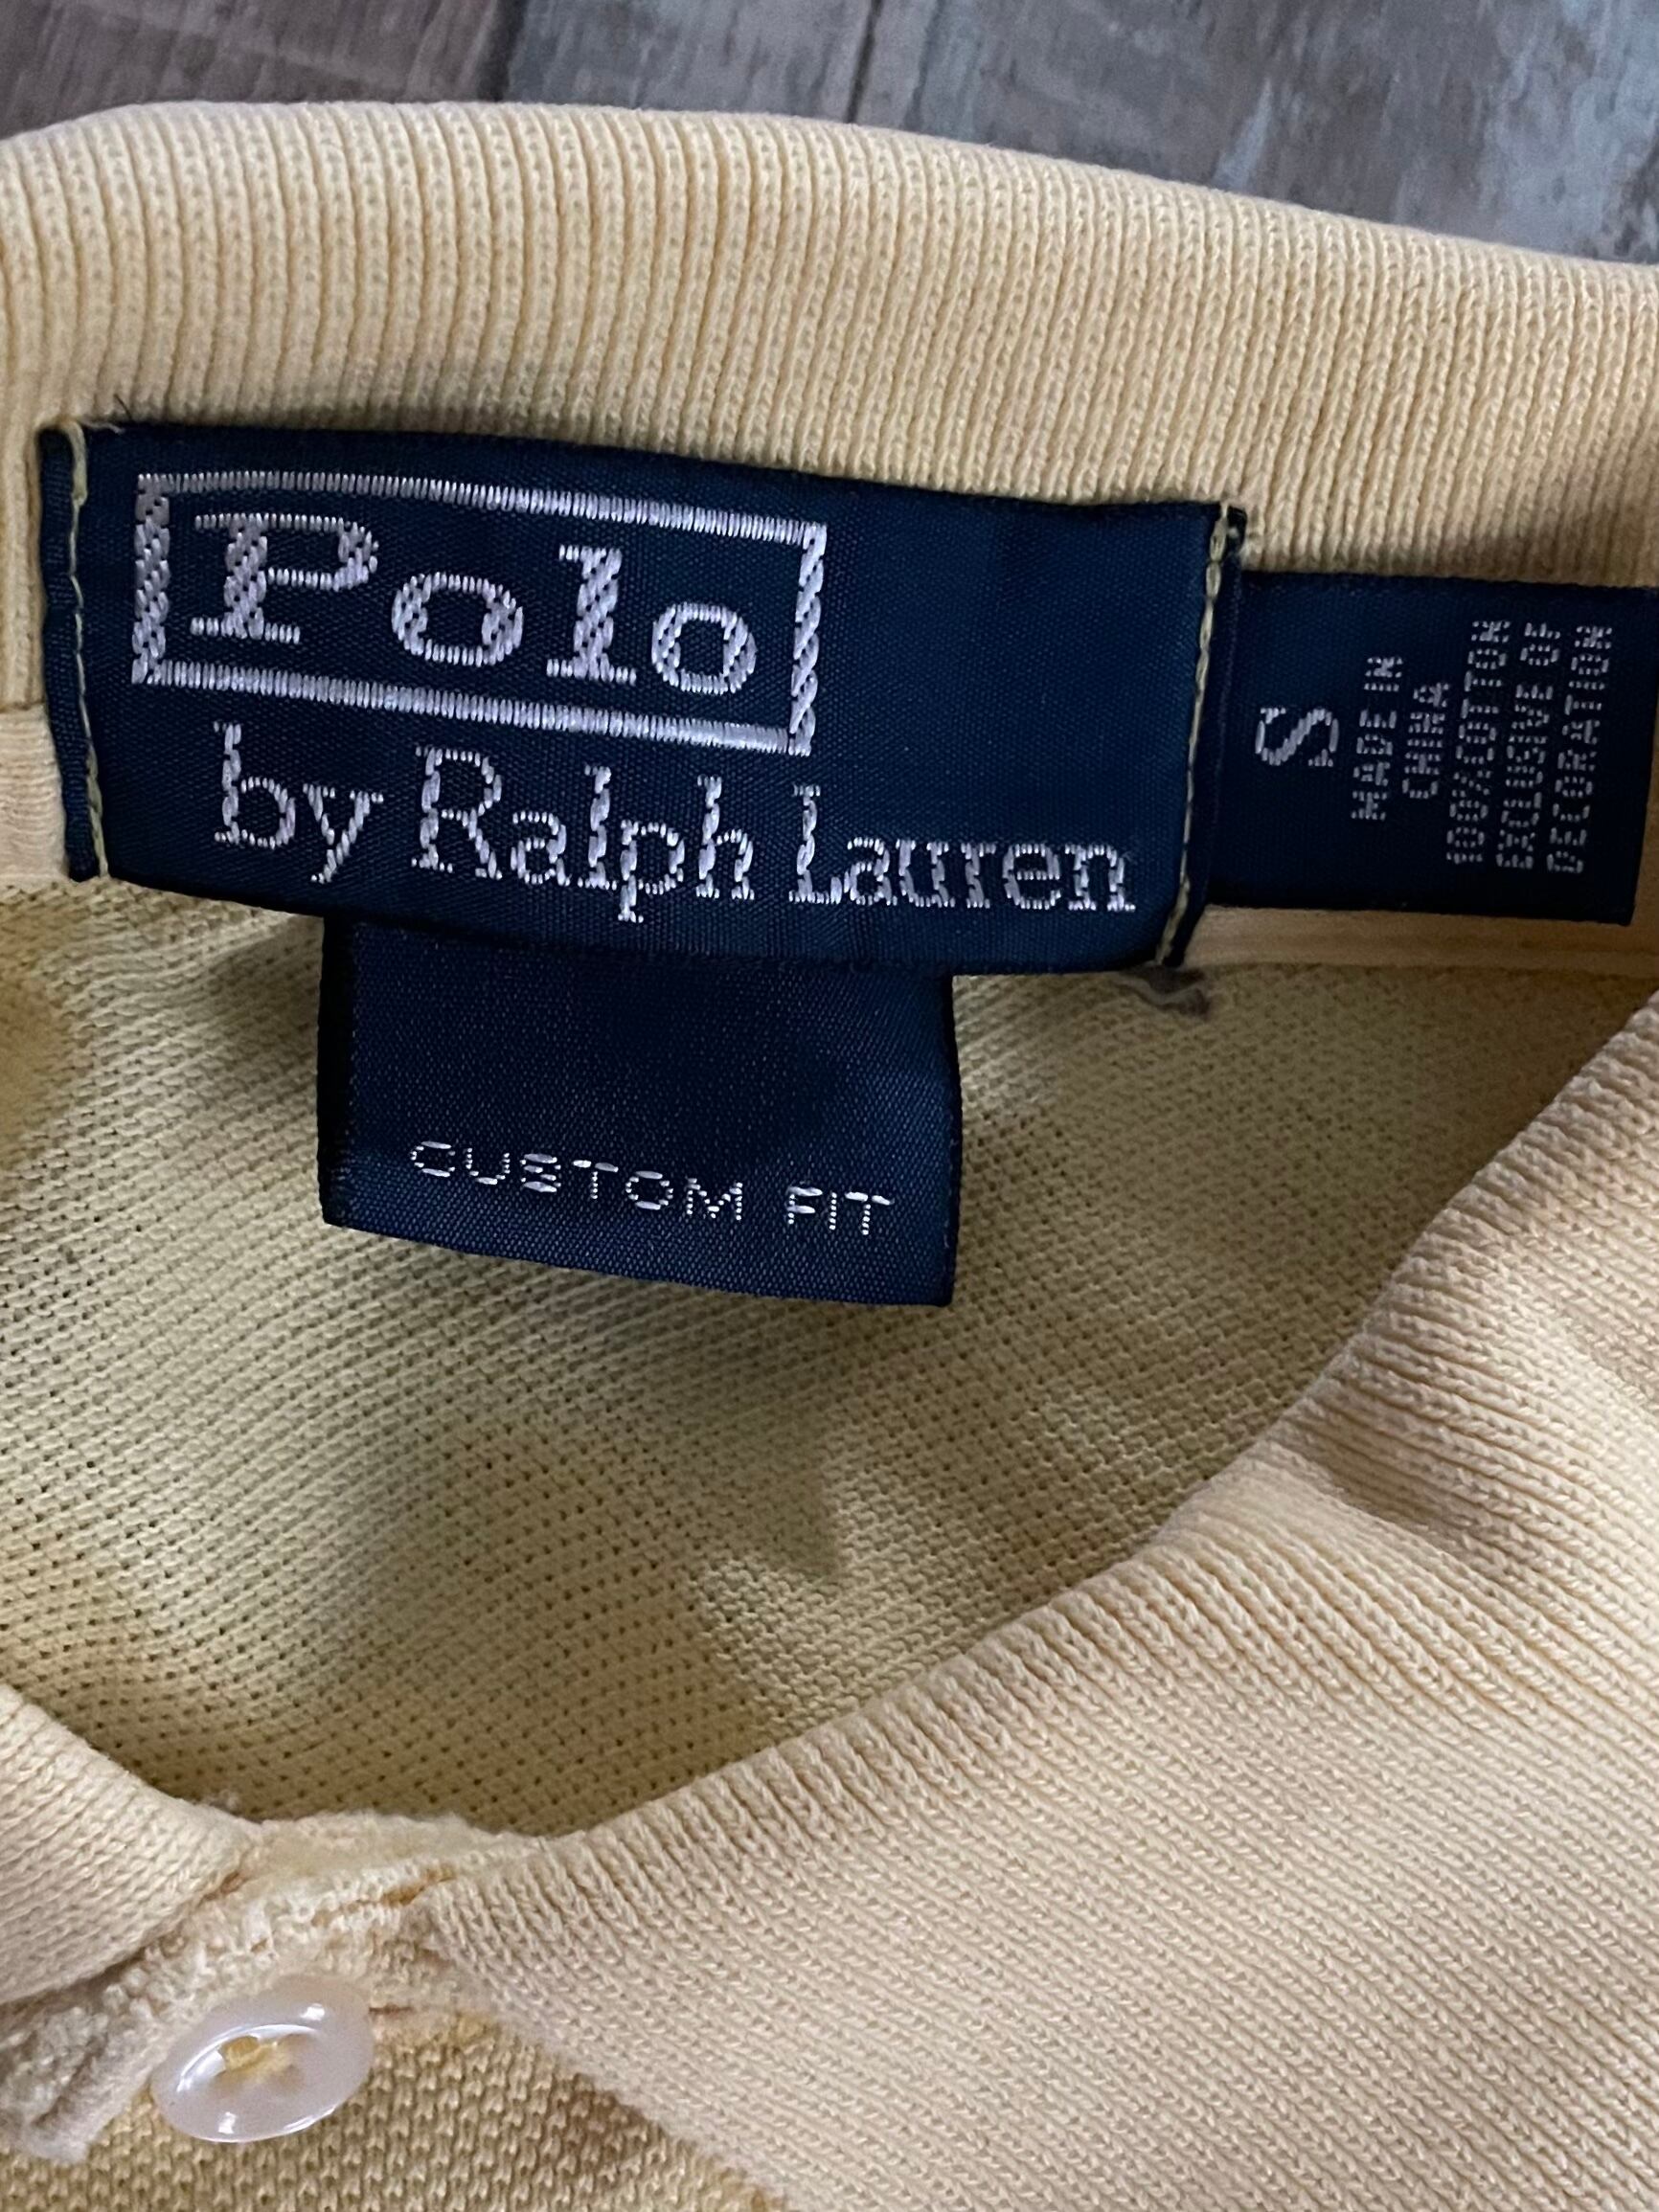 Polo
by Ralph Lauren
CUSTOM FIT
S
MADE IN
CHINA
100% COTTON
EXCLUSIVE OF
DECORATION